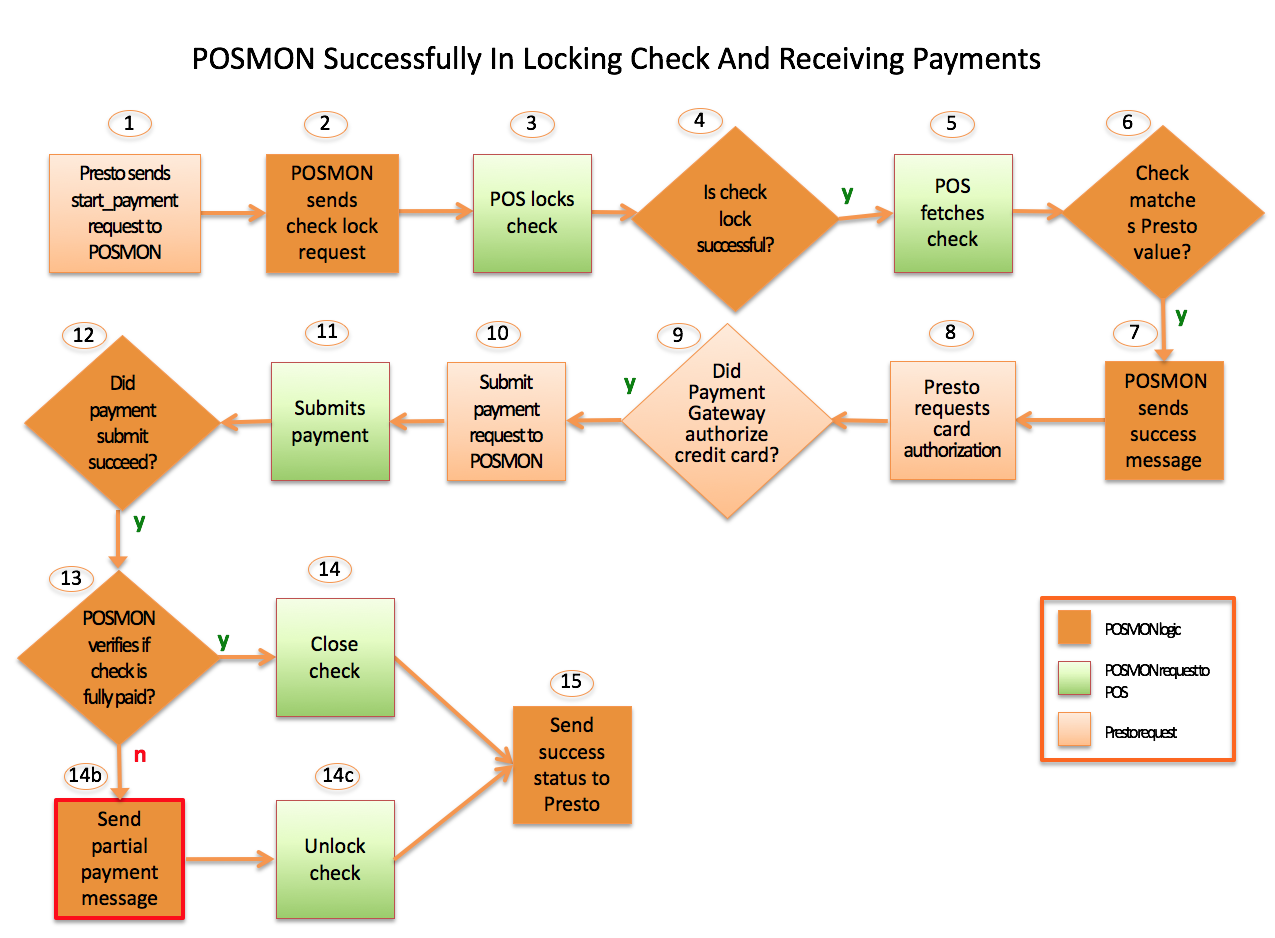 POSMON Successfully In Locking Check And Receiving Payments
1
Presto sends
start_payment
request to
POSMON
2
POSMON
sends
check lock
request
3
POS locks
check
4
Is check
lock
successful?
y
5
POS
fetches
check
6
Check
matche
s Presto
value?
y
7
POSMON
sends
success
message
8
Presto
requests
card
authorization
9
Did
Payment
Gateway
authorize
credit card?
y
10
Submit
payment
request to
POSMON
11
Submits
payment
12
Did
payment
submit
succeed?
y
13
POSMON
verifies if
check is
fully paid?
y
14
Close
check
n
14b
Send
partial
payment
message
14c
Unlock
check
15
Send
success
status to
Presto
POSMON logic
POSMON request to
POS
Presto request